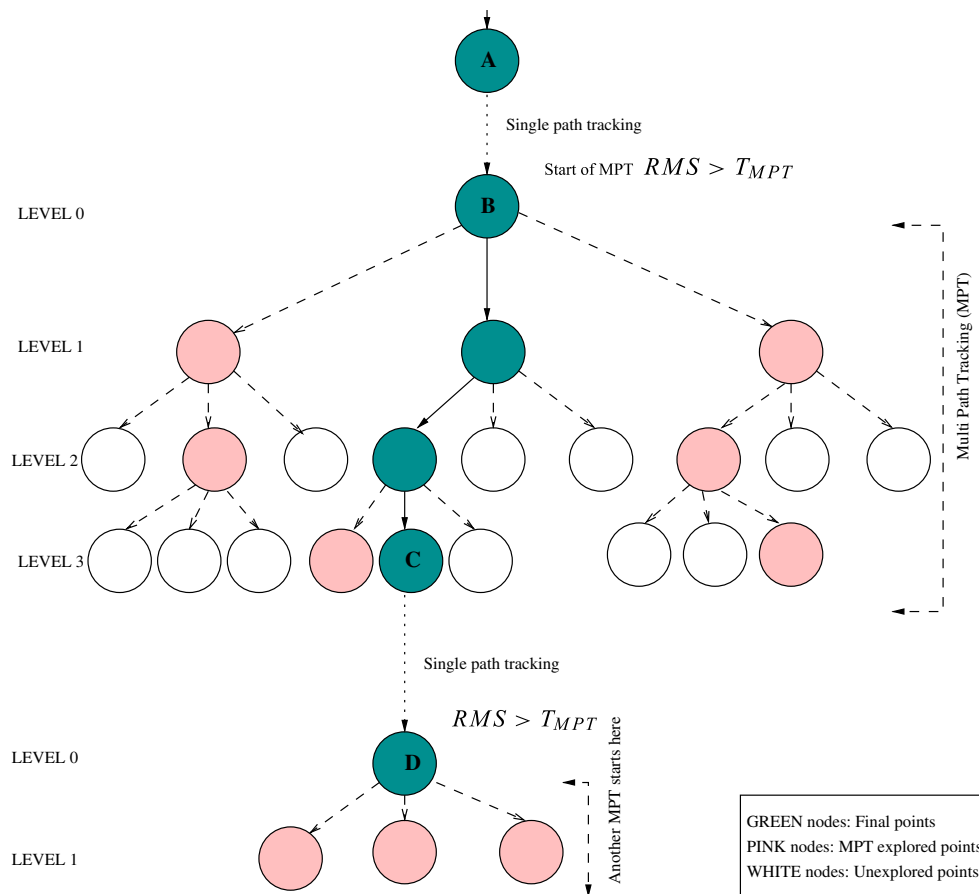 A
Single path tracking
Start of MPT RMS > T_MPT
B
LEVEL 0
LEVEL 1
LEVEL 2
LEVEL 3
C
Multi Path Tracking (MPT)
Single path tracking
RMS > T_MPT
LEVEL 0
D
Another MPT starts here
LEVEL 1
GREEN nodes: Final points
PINK nodes: MPT explored points
WHITE nodes: Unexplored points